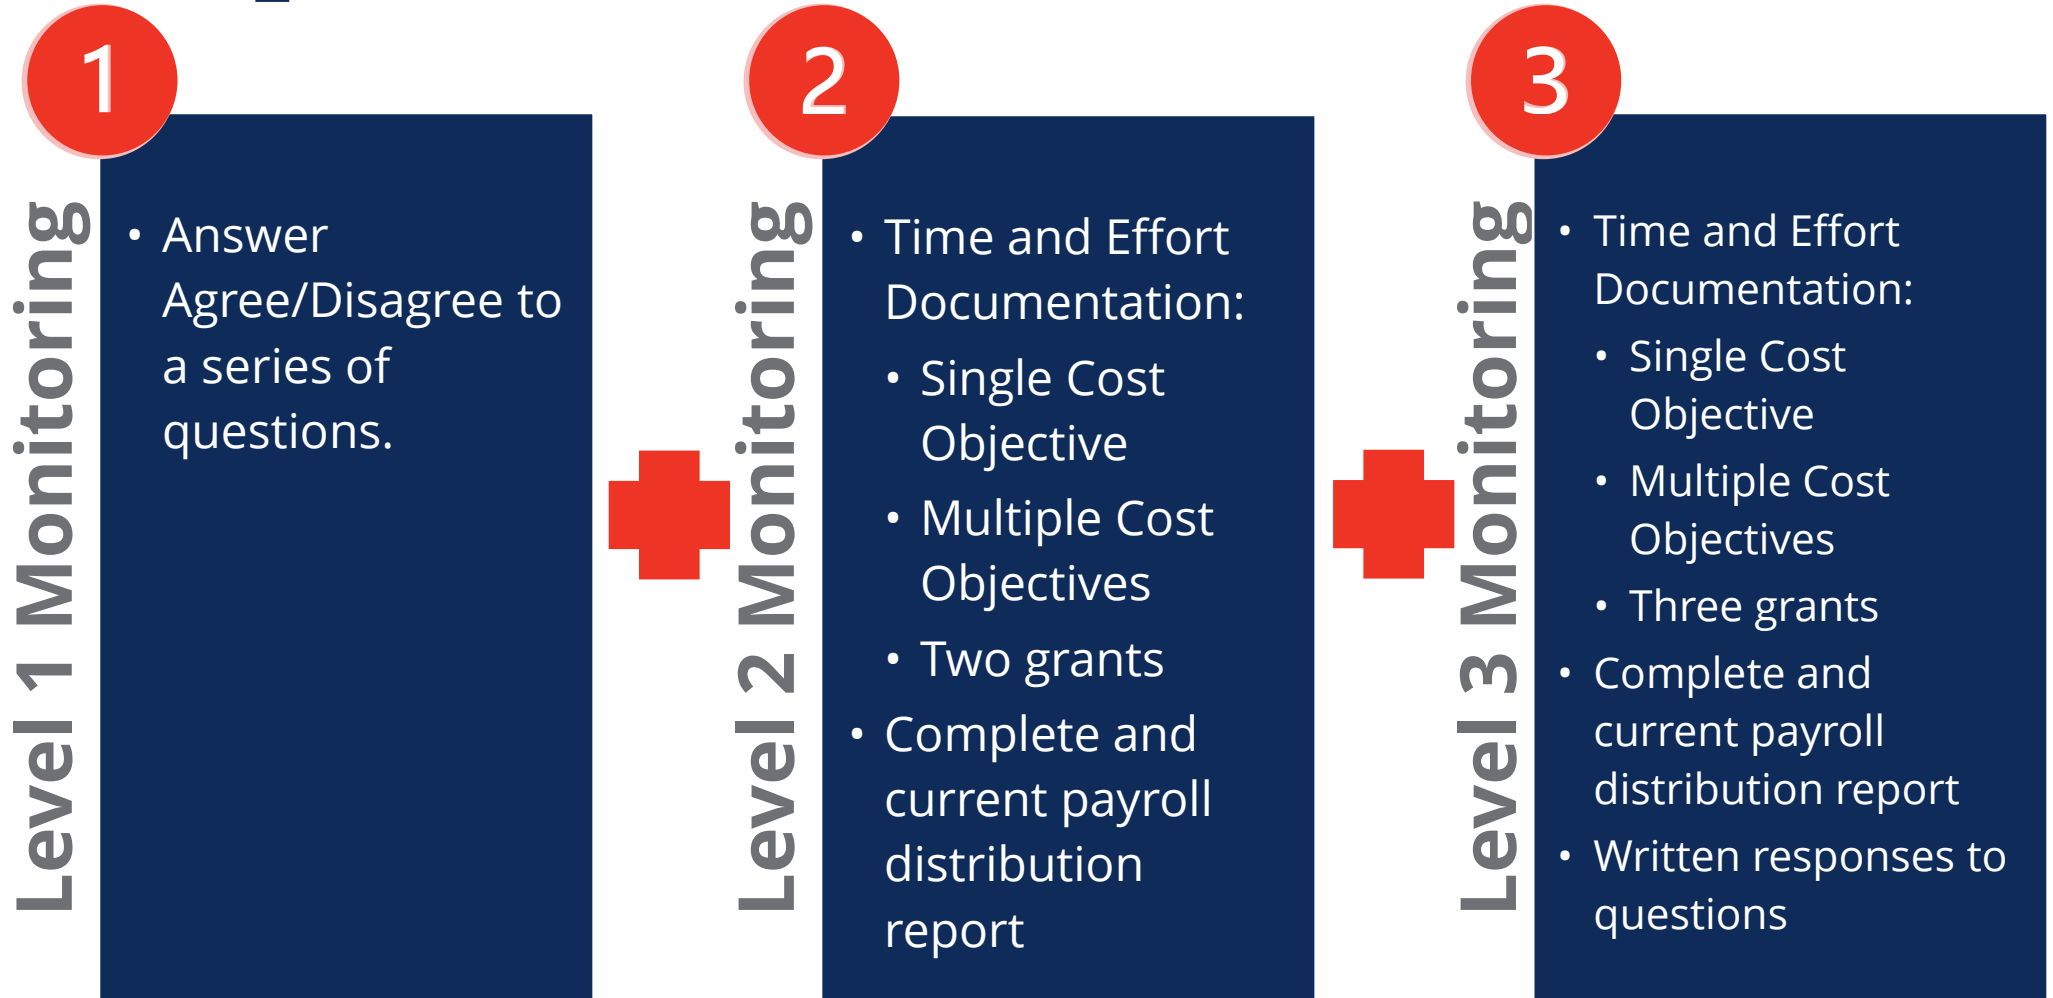 1
Level 1 Monitoring
• Answer
Agree/Disagree to
a series of
questions.
2
Level 2 Monitoring
• Time and Effort
Documentation:
• Single Cost
Objective
• Multiple Cost
Objectives
• Two grants
• Complete and
current payroll
distribution
report
3
Level 3 Monitoring
• Time and Effort
Documentation:
• Single Cost
Objective
• Multiple Cost
Objectives
• Three grants
• Complete and
current payroll
distribution report
• Written responses to
questions